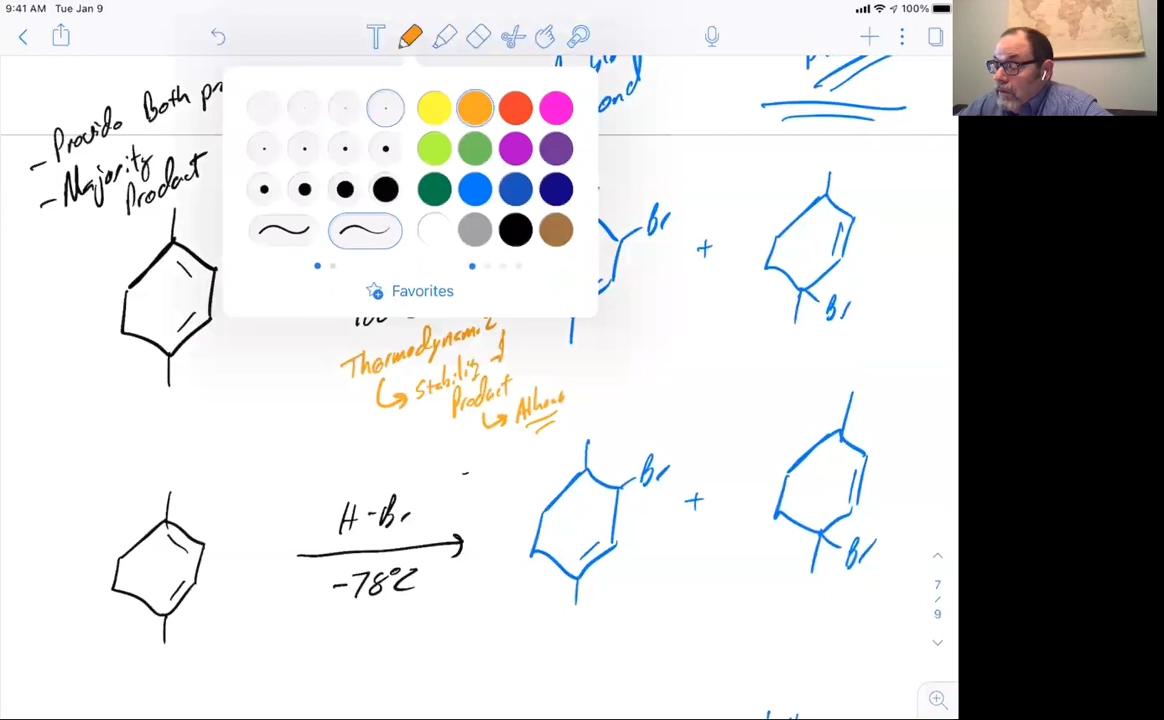 9:41 AM Tue Jan 9
100%
T
- Provide Both
- Majority
Product
ond
Br
+
Br
Favorites
Thermodynamic
↳ Stability of
Product
↳ Alkene
H-Br
-78°C
Br
+
Br
7
/
9